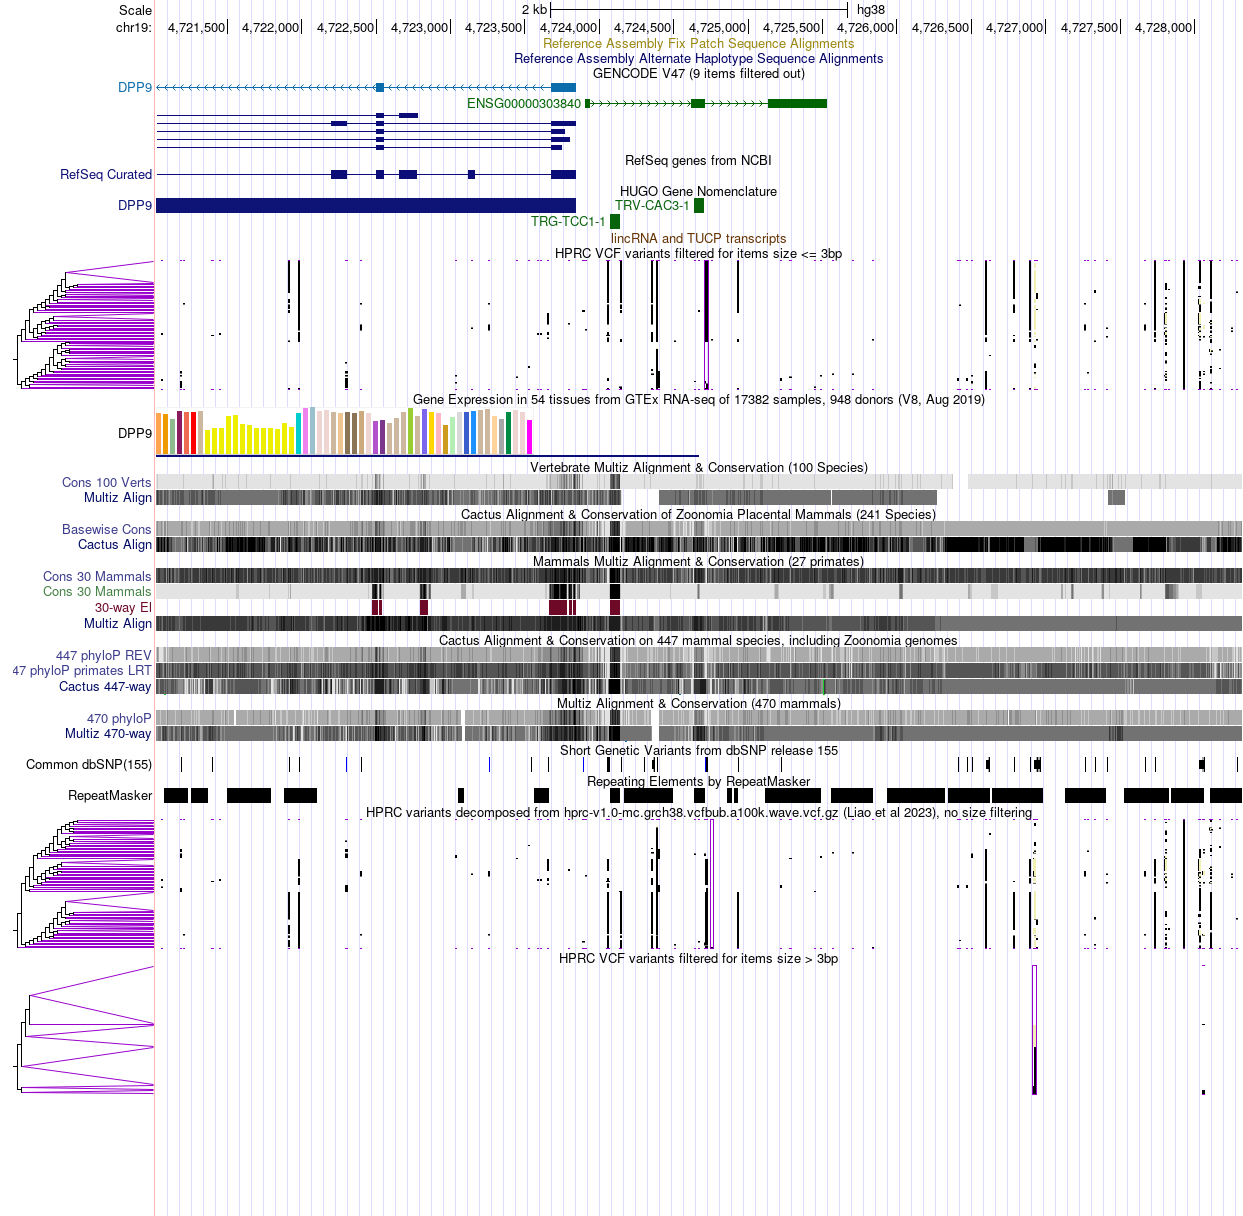 Scale 2 kb hg38
chr19: 4,721,500 4,722,000 4,722,500 4,723,000 4,723,500 4,724,000 4,724,500 4,725,000 4,725,500 4,726,000 4,726,500 4,727,000 4,727,500 4,728,000
Reference Assembly Fix Patch Sequence Alignments
Reference Assembly Alternate Haplotype Sequence Alignments
GENCODE V47 (9 items filtered out)
DPP9
ENSG00000303840
RefSeq genes from NCBI
RefSeq Curated
HUGO Gene Nomenclature
DPP9 TRV-CAC3-1
TRG-TCC1-1
lincRNA and TUCP transcripts
HPRC VCF variants filtered for items size <= 3bp
Gene Expression in 54 tissues from GTEx RNA-seq of 17382 samples, 948 donors (V8, Aug 2019)
DPP9
Vertebrate Multiz Alignment & Conservation (100 Species)
Cons 100 Verts
Multiz Align
Cactus Alignment & Conservation of Zoonomia Placental Mammals (241 Species)
Basewise Cons
Cactus Align
Mammals Multiz Alignment & Conservation (27 primates)
Cons 30 Mammals
Cons 30 Mammals
30-way El
Multiz Align
Cactus Alignment & Conservation on 447 mammal species, including Zoonomia genomes
447 phyloP REV
47 phyloP primates LRT
Cactus 447-way
Multiz Alignment & Conservation (470 mammals)
470 phyloP
Multiz 470-way
Short Genetic Variants from dbSNP release 155
Common dbSNP(155)
Repeating Elements by RepeatMasker
RepeatMasker
HPRC variants decomposed from hprc-v1.0-mc.grch38.vcfbub.a100k.wave.vcf.gz (Liao et al 2023), no size filtering
HPRC VCF variants filtered for items size > 3bp